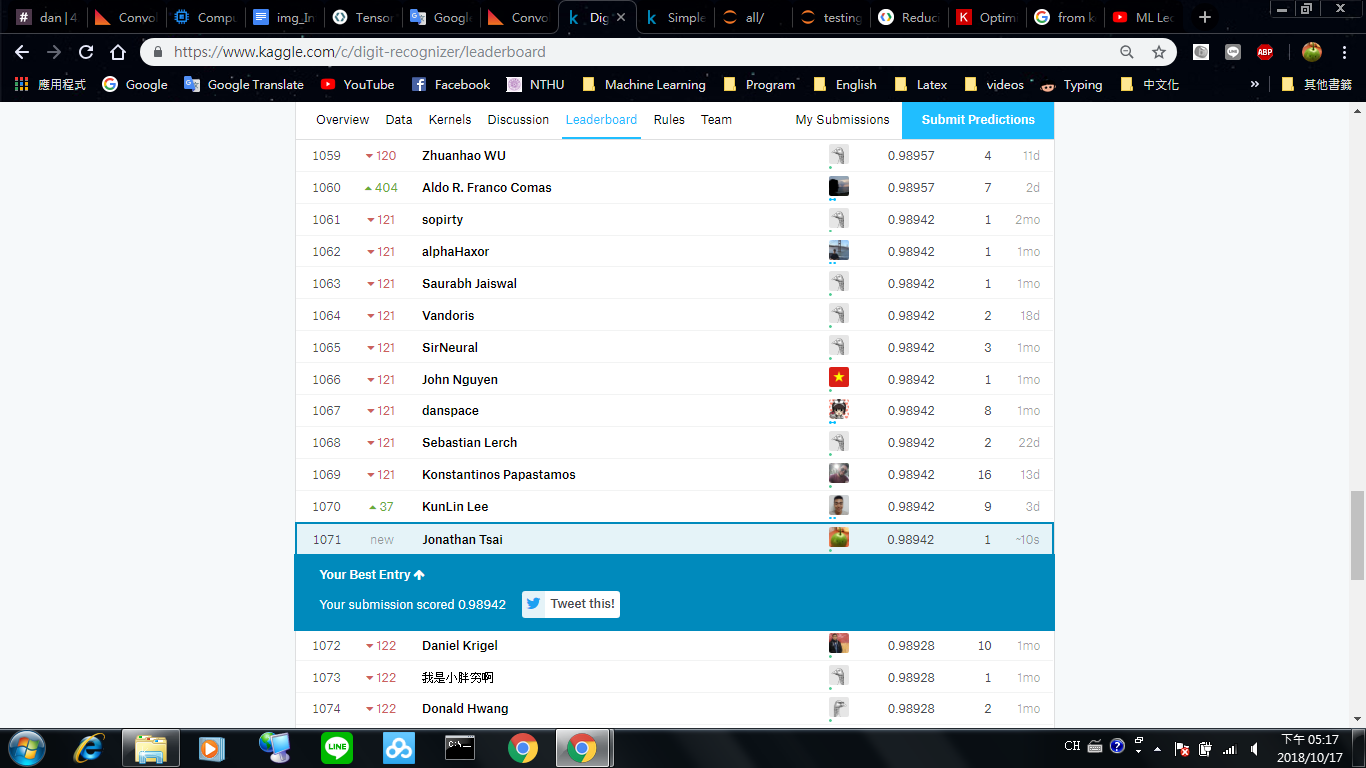 dan | 4 Convol Compu img_In Tensor Google Convo Dig Simple all/ testing Reduci Optim from k ML Lec
https://www.kaggle.com/c/digit-recognizer/leaderboard
應用程式 Google Google Translate YouTube Facebook NTHU Machine Learning Program English Latex videos Typing 中文化 » 其他書籤
Overview Data Kernels Discussion Leaderboard Rules Team My Submissions Submit Predictions
1059 120 Zhuanhao WU 0.98957 4 11d
1060 404 Aldo R. Franco Comas 0.98957 7 2d
1061 121 sopirty 0.98942 1 2mo
1062 121 alphaHaxor 0.98942 1 1mo
1063 121 Saurabh Jaiswal 0.98942 1 1mo
1064 121 Vandoris 0.98942 2 18d
1065 121 SirNeural 0.98942 3 1mo
1066 121 John Nguyen 0.98942 1 1mo
1067 121 danspace 0.98942 8 1mo
1068 121 Sebastian Lerch 0.98942 2 22d
1069 121 Konstantinos Papastamos 0.98942 16 13d
1070 37 KunLin Lee 0.98942 9 3d
1071 new Jonathan Tsai 0.98942 1 ~10s
Your Best Entry
Your submission scored 0.98942 Tweet this!
1072 122 Daniel Krigel 0.98928 10 1mo
1073 122 我是小胖穷啊 0.98928 1 1mo
1074 122 Donald Hwang 0.98928 2 1mo
LINE CH 下午 05:17
2018/10/17